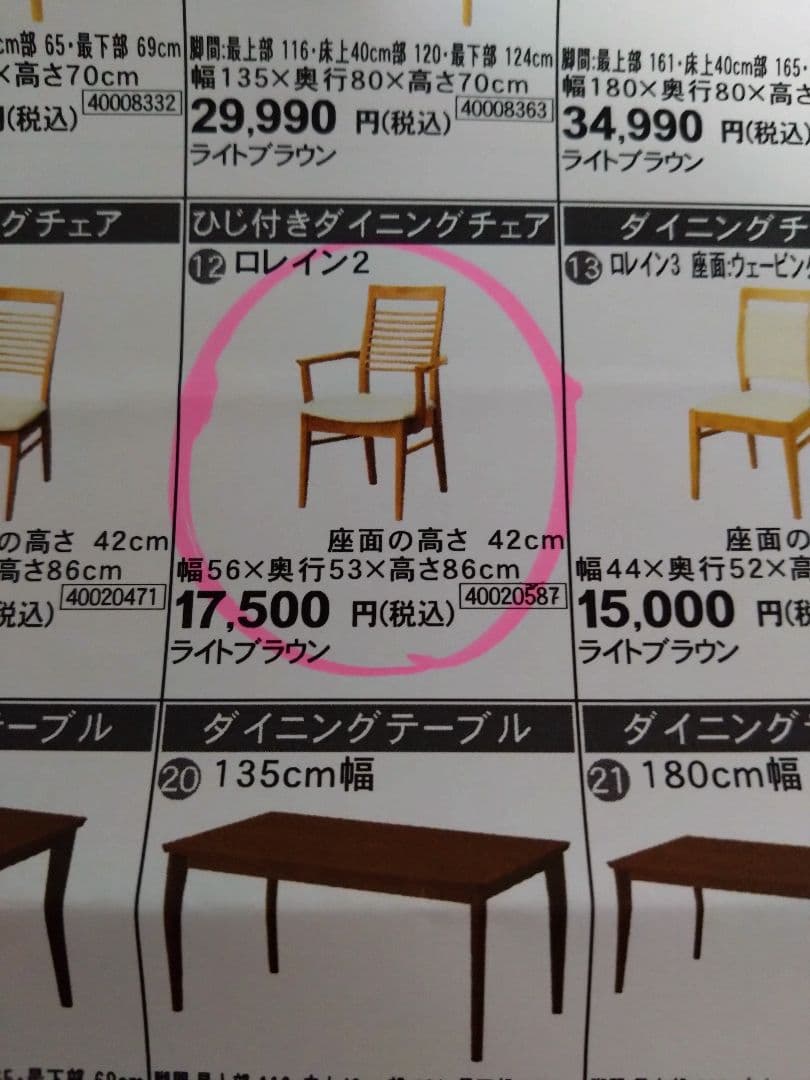 cm部 65・最下部 69cm
×高さ70cm
40008332
円(税込)
脚間:最上部 116・床上40cm部 120・最下部 124cm
幅135×奥行80×高さ70cm
40008363
29,990 円(税込)
ライトブラウン
脚間:最上部 161・床上40cm部 165・
幅180×奥行80×高さ
34,990 円(税込)
ライトブラウン
グチェア
の高さ 42cm
高さ86cm
40020471
税込)
ひじ付きダイニングチェア
⑫ ロレイン2
座面の高さ 42cm
幅56×奥行53×高さ86cm
40020587
17,500 円(税込)
ライトブラウン
ダイニングチ
⑬ ロレイン3 座面:ウェービング
座面の
幅44×奥行52×高
15,000 円(税
ライトブラウン
ーブル
ダイニングテーブル
⑳ 135cm幅
ダイニング
㉑ 180cm幅